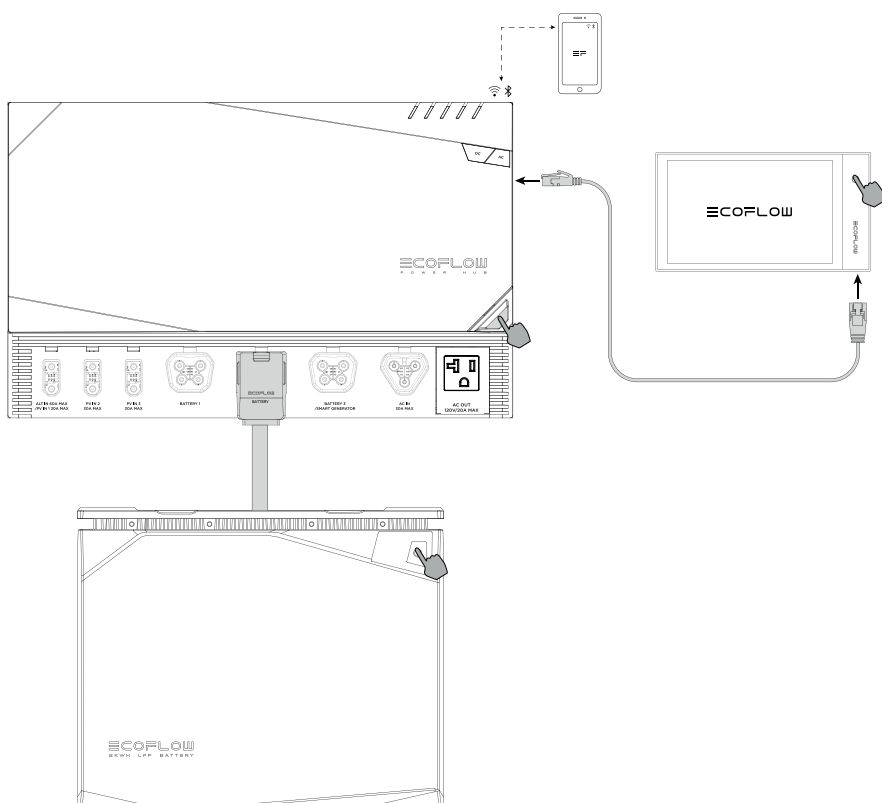 EF
DC
AC
ECOFLOW
POWER HUB
ECOFLOW
ECOFLOW
ALT IN 60A MAX
/PV IN 1 30A MAX
PV IN 2
30A MAX
PV IN 3
30A MAX
BATTERY 1
ECOFLOW
BATTERY
BATTERY 3
/SMART GENERATOR
AC IN
30A MAX
AC OUT
120V/20A MAX
ECOFLOW
5KWH LFP BATTERY